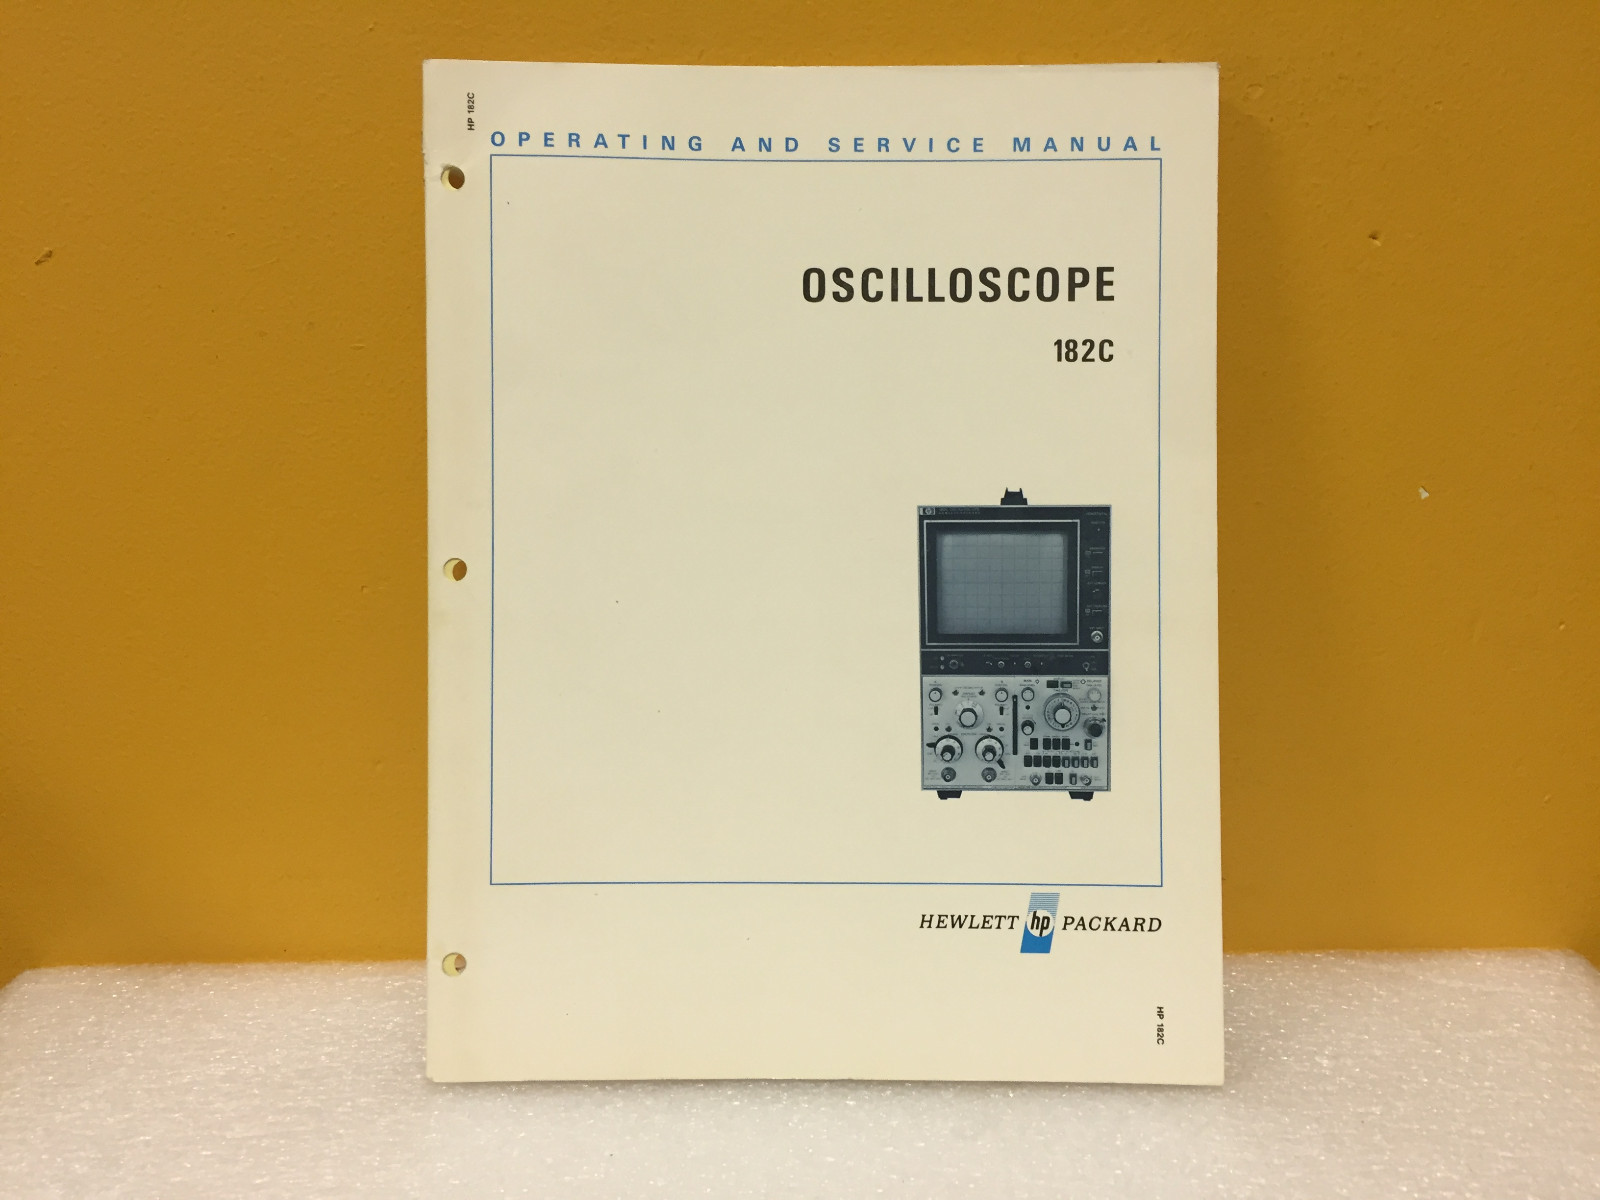 HP 182C
OPERATING AND SERVICE MANUAL
OSCILLOSCOPE
182C
HEWLETT hp PACKARD
HP 182C